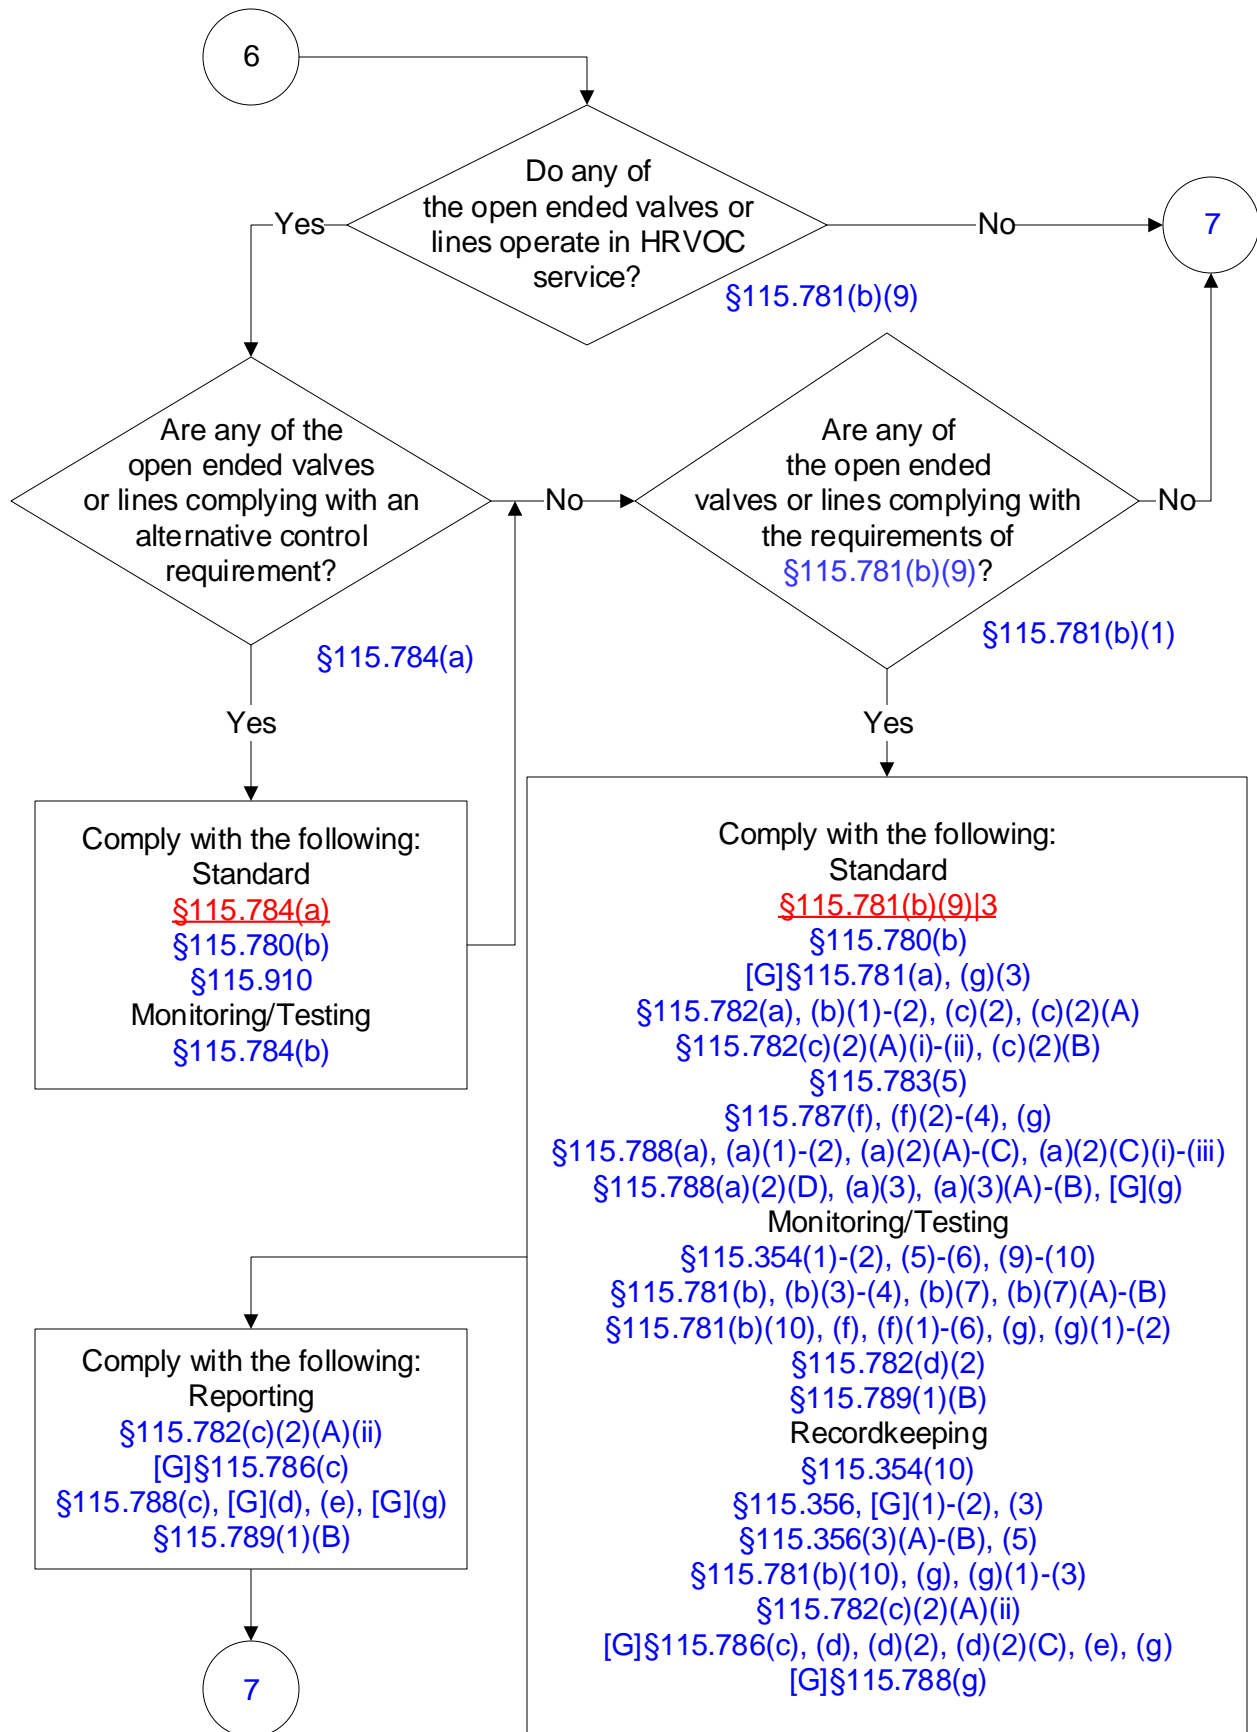 6
Do any of
the open ended valves or
lines operate in HRVOC
service?
Yes
No
7
§115.781(b)(9)
Are any of the
open ended valves
or lines complying with an
alternative control
requirement?
No
§115.784(a)
Yes
Are any of
the open ended
valves or lines complying with
the requirements of
§115.781(b)(9)?
No
§115.781(b)(1)
Yes
Comply with the following:
Standard
§115.784(a)
§115.780(b)
§115.910
Monitoring/Testing
§115.784(b)
Comply with the following:
Standard
§115.781(b)(9)|3
§115.780(b)
[G]§115.781(a), (g)(3)
§115.782(a), (b)(1)-(2), (c)(2), (c)(2)(A)
§115.782(c)(2)(A)(i)-(ii), (c)(2)(B)
§115.783(5)
§115.787(f), (f)(2)-(4), (g)
§115.788(a), (a)(1)-(2), (a)(2)(A)-(C), (a)(2)(C)(i)-(iii)
§115.788(a)(2)(D), (a)(3), (a)(3)(A)-(B), [G](g)
Monitoring/Testing
§115.354(1)-(2), (5)-(6), (9)-(10)
§115.781(b), (b)(3)-(4), (b)(7), (b)(7)(A)-(B)
§115.781(b)(10), (f), (f)(1)-(6), (g), (g)(1)-(2)
§115.782(d)(2)
§115.789(1)(B)
Recordkeeping
§115.354(10)
§115.356, [G](1)-(2), (3)
§115.356(3)(A)-(B), (5)
§115.781(b)(10), (g), (g)(1)-(3)
§115.782(c)(2)(A)(ii)
[G]§115.786(c), (d), (d)(2), (d)(2)(C), (e), (g)
[G]§115.788(g)
Comply with the following:
Reporting
§115.782(c)(2)(A)(ii)
[G]§115.786(c)
§115.788(c), [G](d), (e), [G](g)
§115.789(1)(B)
7